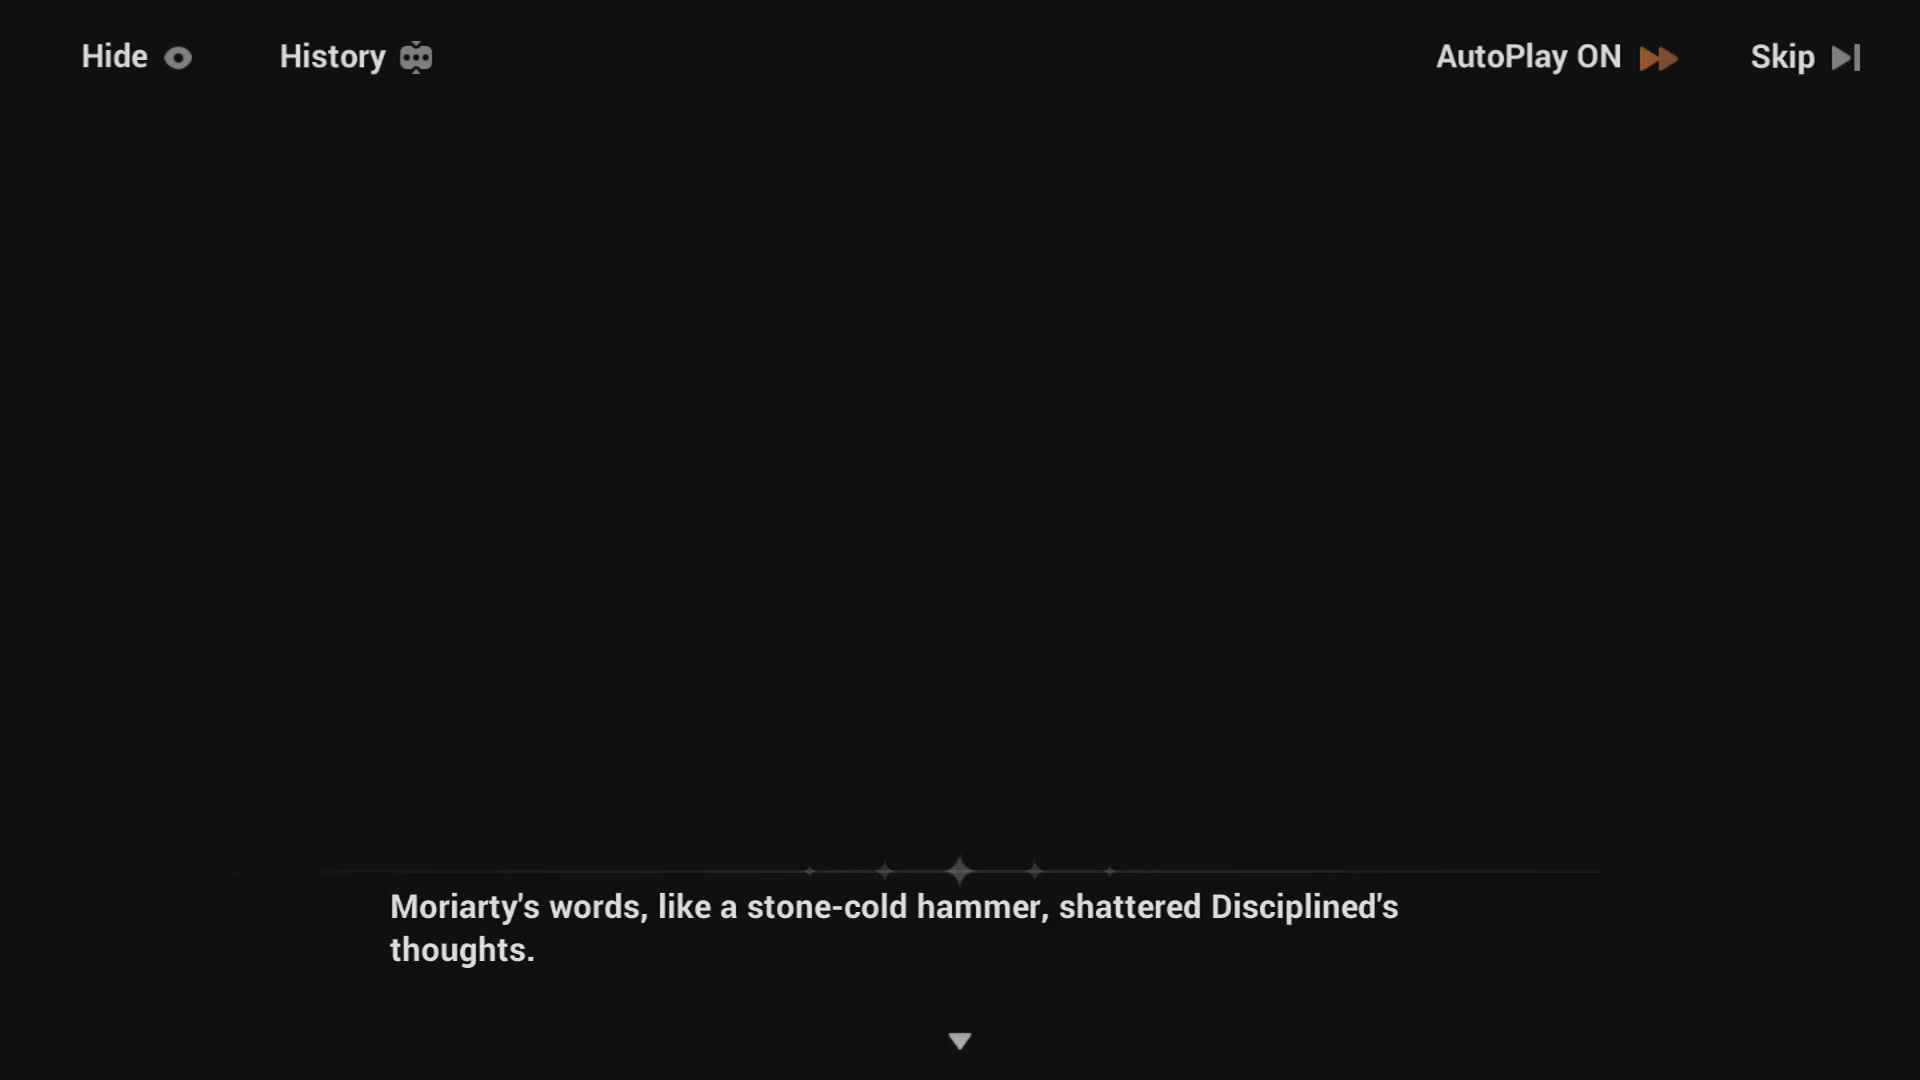 Hide
History
AutoPlay ON
Skip
Moriarty's words, like a stone-cold hammer, shattered Disciplined's
thoughts.